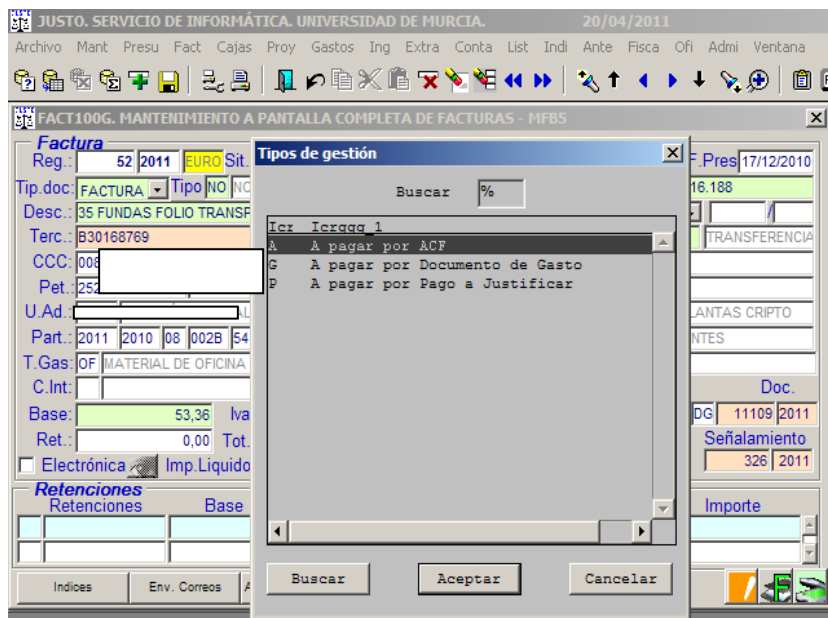 JUSTO. SERVICIO DE INFORMÁTICA. UNIVERSIDAD DE MURCIA. 20/04/2011
Archivo Mant Presu Fact Cajas Proy Gastos Ing Extra Conta List Indi Ante Fisca Ofi Admi Ventana
FACT100G. MANTENIMIENTO A PANTALLA COMPLETA DE FACTURAS - MFB5
Factura
Reg.: 52 2011 EURO Sit. F.Pres 17/12/2010
Tip.doc: FACTURA Tipo NO NO 16.188
Desc.: 35 FUNDAS FOLIO TRANSP /
Terc.: B30168769 TRANSFERENCIA
CCC: 008
Pet.: 252
U.Ad.: AL LANTAS CRIPTO
Part.: 2011 2010 08 002B 54 NTES
T.Gas: OF MATERIAL DE OFICINA
C.Int: Doc.
Base: 53,36 Iva DG 11109 2011
Ret.: 0,00 Tot. Señalamiento
Electrónica Imp.Liquido 326 2011
Retenciones
Retenciones Base Importe
Indices Env. Correos A
Tipos de gestión
Buscar %
Icr Icrgqg_1
A A pagar por ACF
G A pagar por Documento de Gasto
P A pagar por Pago a Justificar
Buscar Aceptar Cancelar